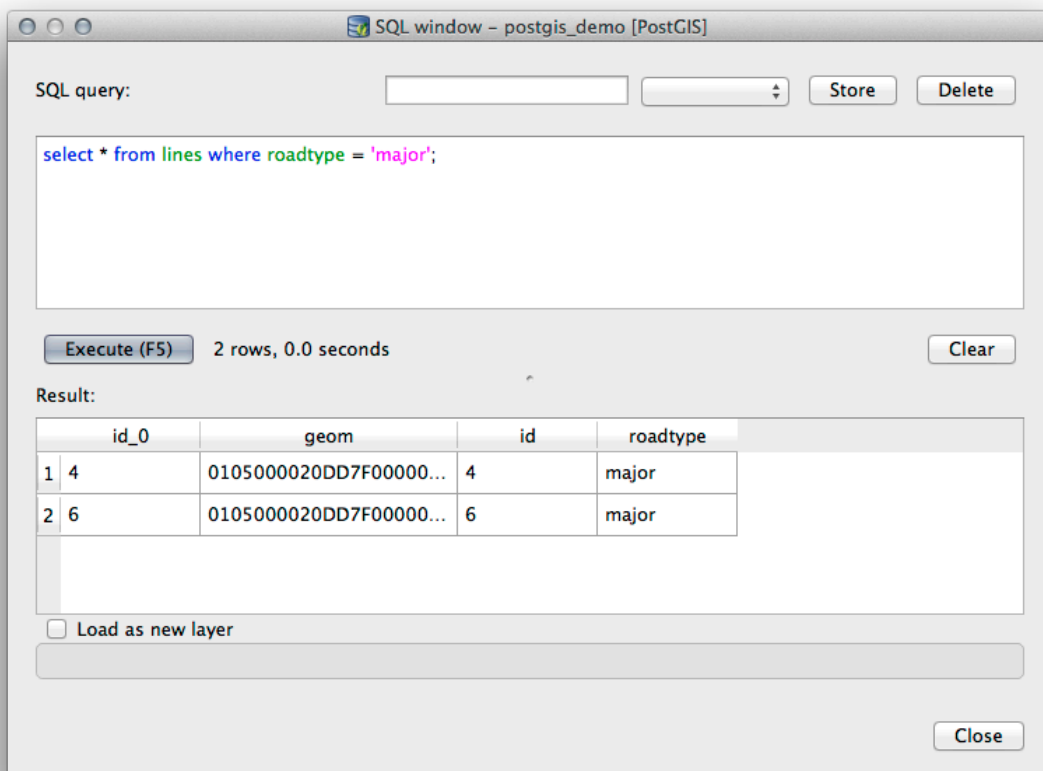 SQL window – postgis_demo [PostGIS]
SQL query:
Store
Delete
select * from lines where roadtype = 'major';
Execute (F5)
2 rows, 0.0 seconds
Clear
Result:
id_0 geom id roadtype
1 4 0105000020DD7F00000... 4 major
2 6 0105000020DD7F00000... 6 major
Load as new layer
Close